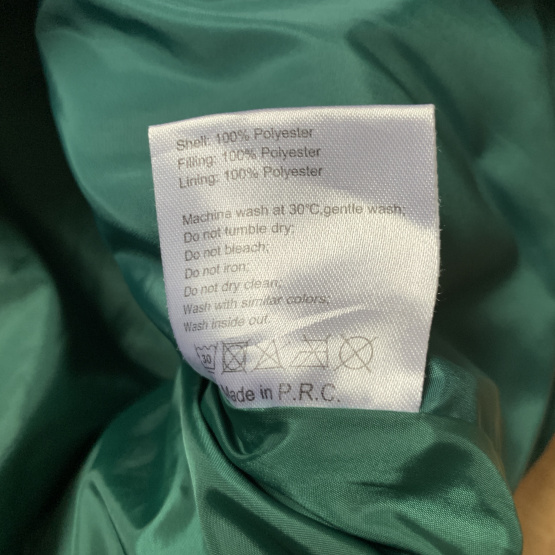 Shell: 100% Polyester
Filling: 100% Polyester
Lining: 100% Polyester
Machina wash at 30°C,gentle wash;
Do not tumble dry;
Do not bleach;
Do not iron;
Do not dry clean;
Wash with similar colors;
Wash inside out.
30
Made in P.R.C.